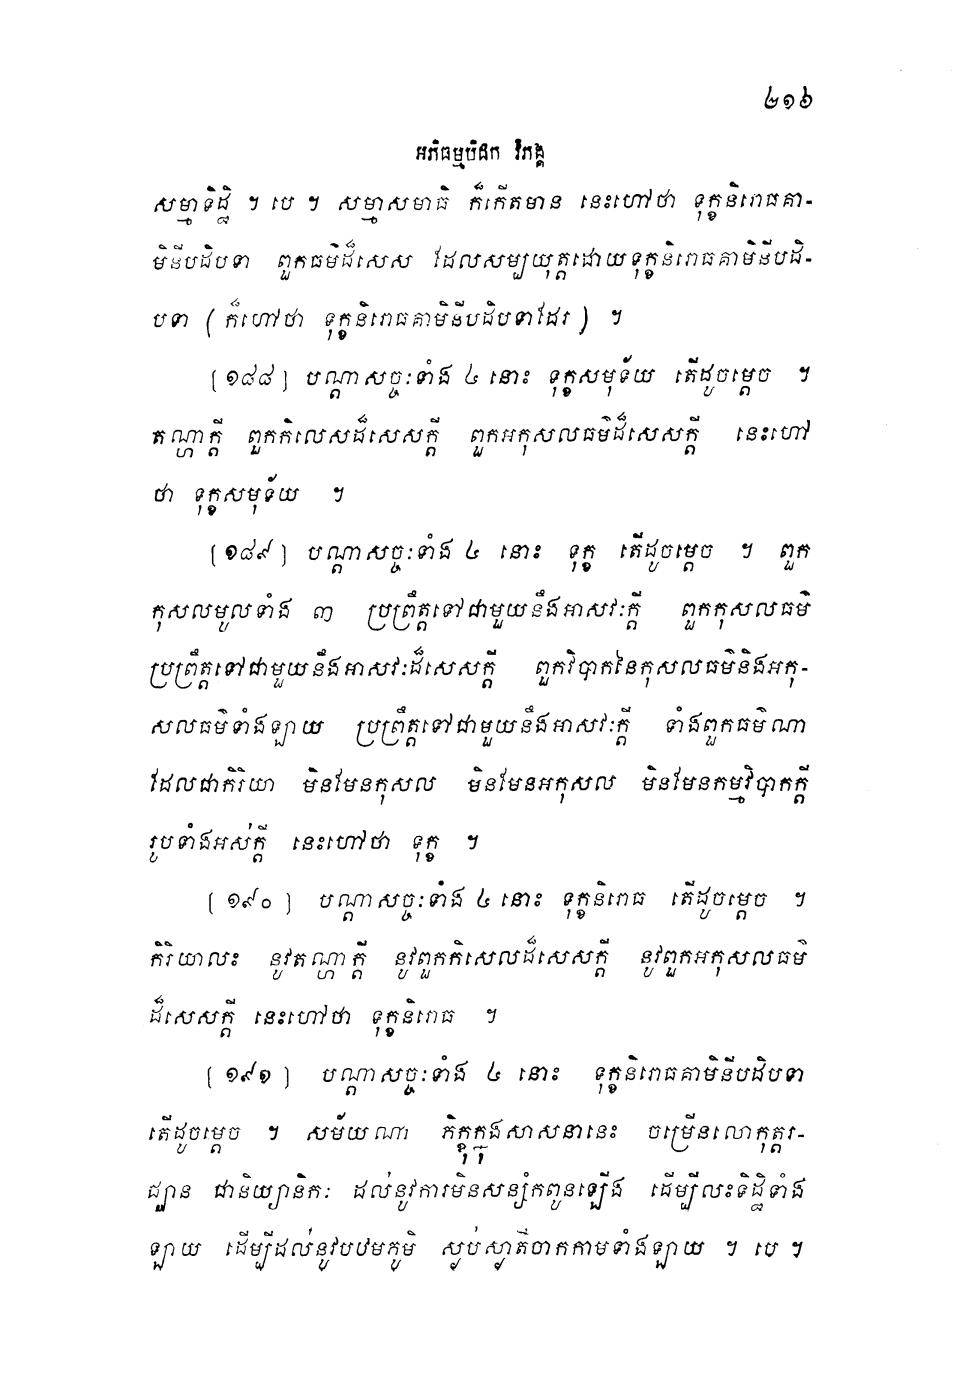 ២១៦
អភិធម្មបិដក វិភង្គ
សម្មាទិដ្ឋិ ។ បេ ។ សម្មាសមាធិ ក៏កើតមាន នេះហៅថា ទុក្ខនិរោធគា-
មិនីបដិបទា ពួកធម៌ដ៏សេស ដែលសម្បយុត្តដោយទុក្ខនិរោធគាមិនីបដិ-
បទា (ក៏ហៅថា ទុក្ខនិរោធគាមិនីបដិបទាដែរ) ។
[១៨៨] បណ្តាសច្ចៈទាំង ៤ នោះ ទុក្ខសមុទ័យ តើដូចម្តេច ។
តណ្ហាក្តី ពួកកិលេសដ៏សេសក្តី ពួកអកុសលធម៌ដ៏សេសក្តី នេះហៅ
ថា ទុក្ខសមុទ័យ ។
[១៨៩] បណ្តាសច្ចៈទាំង ៤ នោះ ទុក្ខ តើដូចម្តេច ។ ពួក
កុសលមូលទាំង ៣ ប្រព្រឹត្តទៅជាមួយនឹងអាសវៈក្តី ពួកកុសលធម៌
ប្រព្រឹត្តទៅជាមួយនឹងអាសវៈដ៏សេសក្តី ពួកវិបាកនៃកុសលធម៌និងអកុ-
សលធម៌ទាំងឡាយ ប្រព្រឹត្តទៅជាមួយនឹងអាសវៈក្តី ទាំងពួកធម៌ណា
ដែលជាកិរិយា មិនមែនកុសល មិនមែនអកុសល មិនមែនកម្មវិបាកក្តី
រូបទាំងអស់ក្តី នេះហៅថា ទុក្ខ ។
[១៩០] បណ្តាសច្ចៈទាំង ៤ នោះ ទុក្ខនិរោធ តើដូចម្តេច ។
កិរិយាលះ នូវតណ្ហាក្តី នូវពួកកិសេលដ៏សេសក្តី នូវពួកអកុសលធម៌
ដ៏សេសក្តី នេះហៅថា ទុក្ខនិរោធ ។
[១៩១] បណ្តាសច្ចៈទាំង ៤ នោះ ទុក្ខនិរោធគាមិនីបដិបទា
តើដូចម្តេច ។ សម័យណា ភិក្ខុក្នុងសាសនានេះ ចម្រើនលោកុត្តរ-
ជ្ឈាន ជានិយ្យានិកៈ ដល់នូវការមិនសន្សំកពូនឡើង ដើម្បីលះទិដ្ឋិទាំង
ឡាយ ដើម្បីដល់នូវបឋមភូមិ ស្ងប់ស្ងាត់ចាកកាមទាំងឡាយ ។ បេ ។